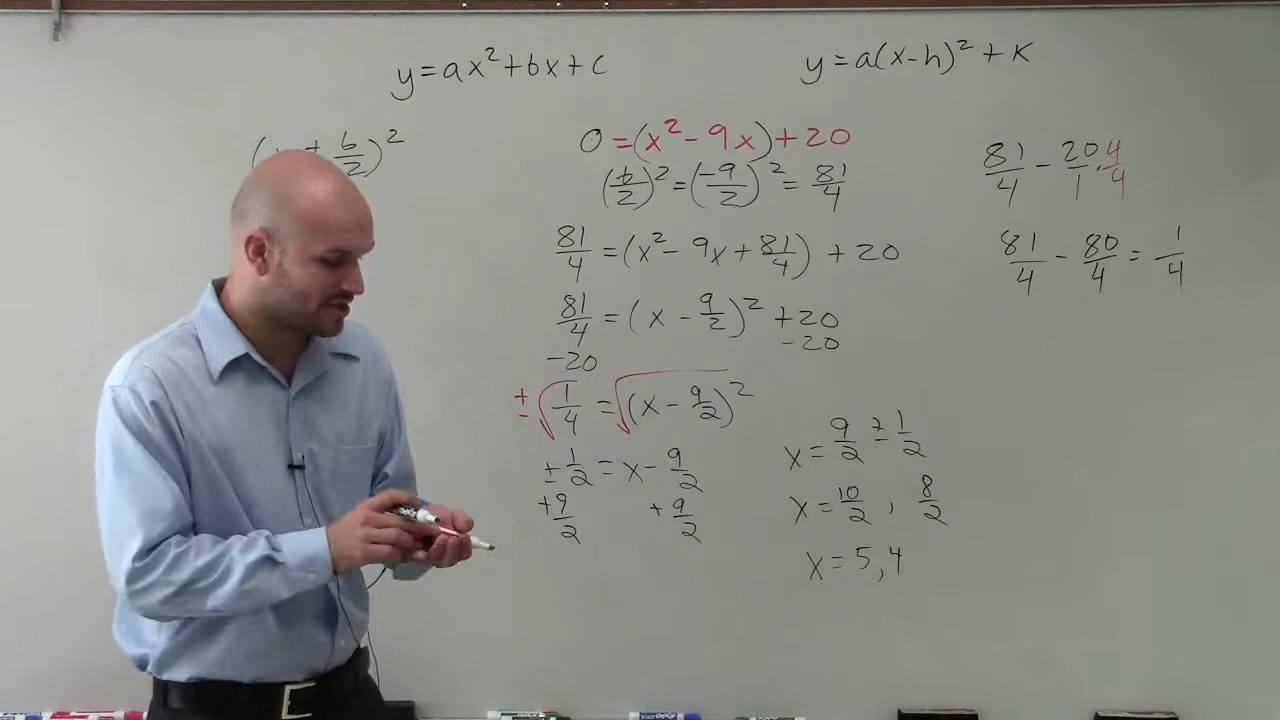 y=ax²+bx+c
y=a(x-h)²+K
+ b/2)²
0=(x²-9x)+20
(b/2)²=(-9/2)²=81/4
81/4=(x²-9x+81/4)+20
81/4=(x-9/2)²+20
-20 -20
±√1/4=√(x-9/2)²
±1/2=x-9/2
+9/2 +9/2
x=9/2±1/2
x=10/2, 8/2
x=5,4
81/4-20/1·4/4
81/4-80/4=1/4